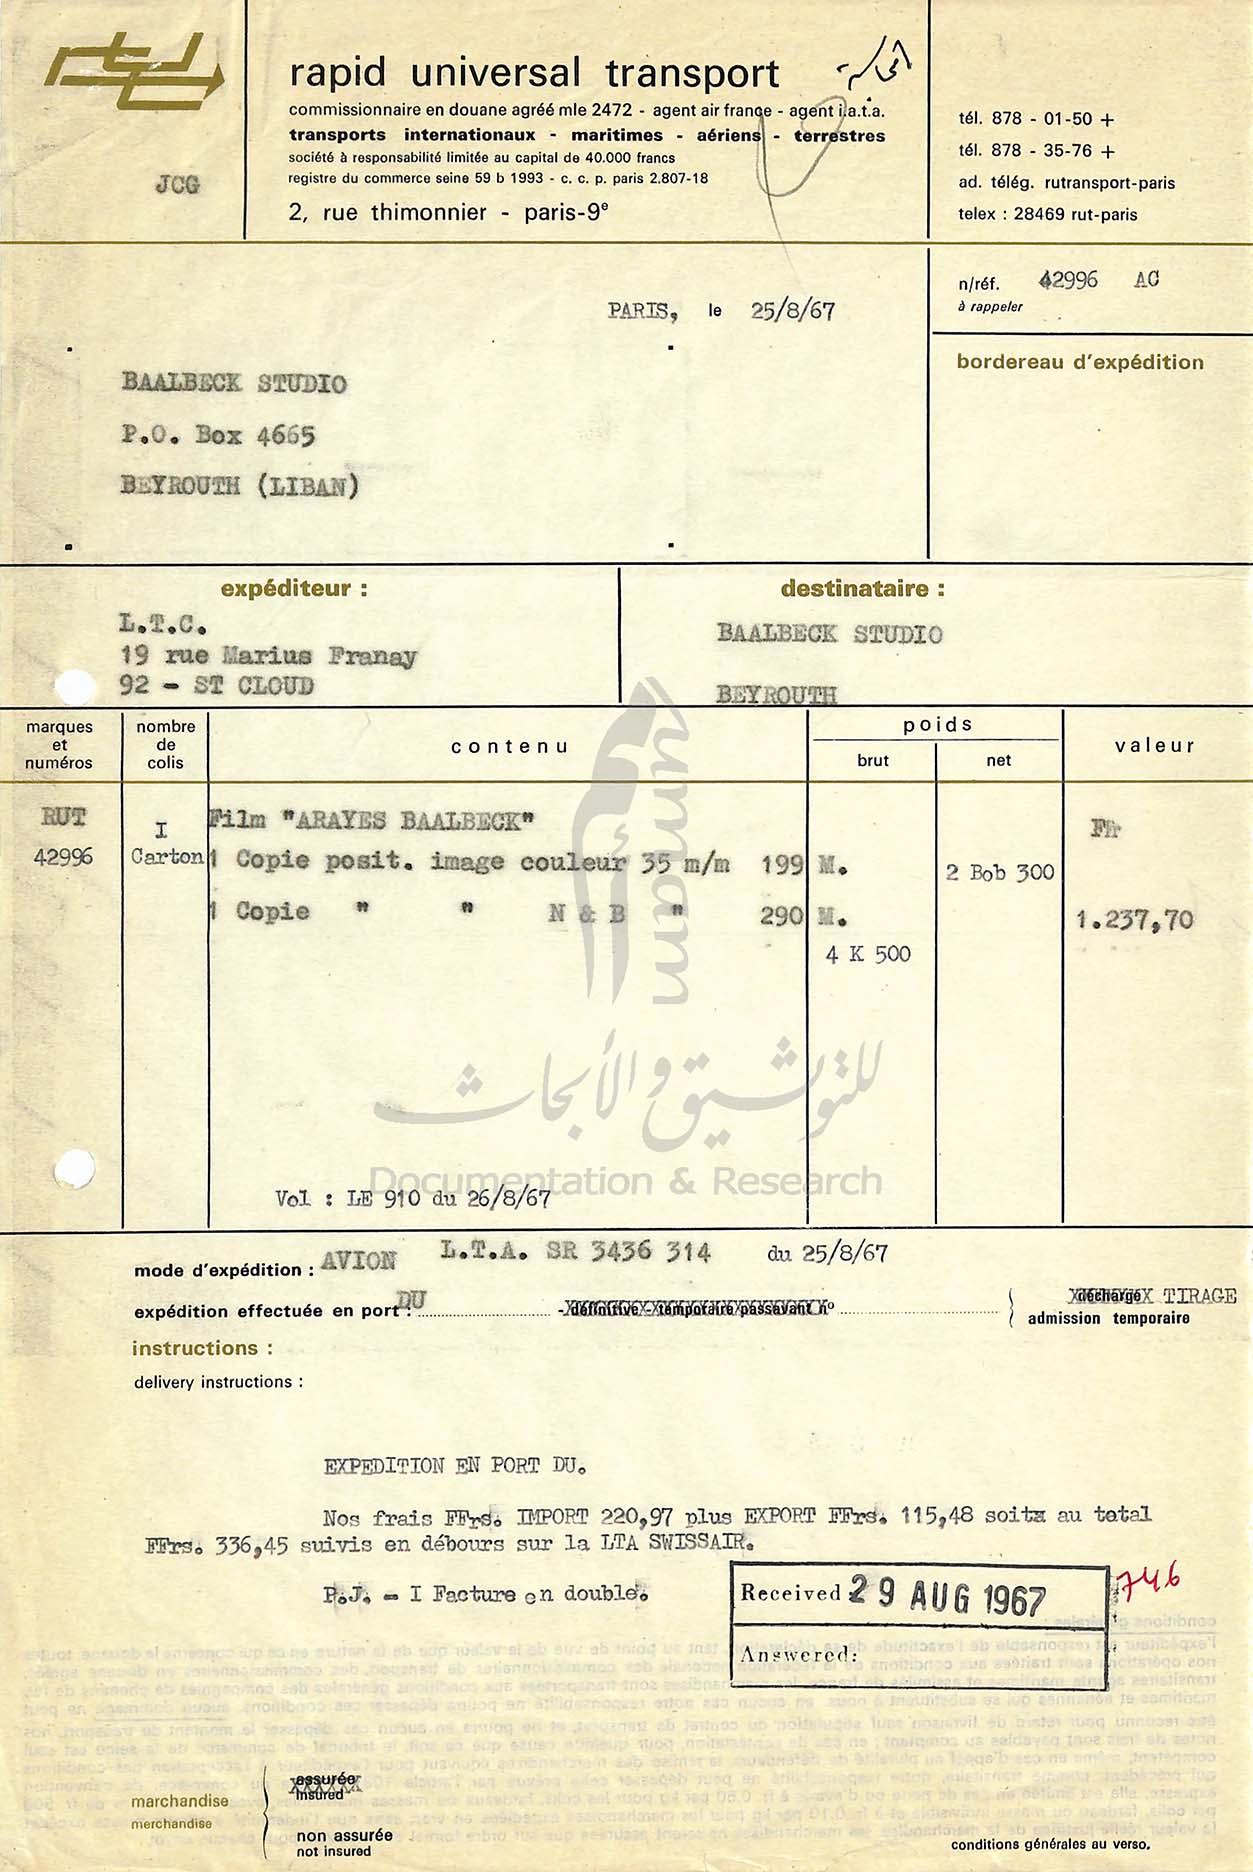 rtu
rapid universal transport
commissionnaire en douane agréé mle 2472 - agent air france - agent i.a.t.a.
transports internationaux - maritimes - aériens - terrestres
société à responsabilité limitée au capital de 40.000 francs
registre du commerce seine 59 b 1993 - c. c. p. paris 2.807-18
2, rue thimonnier - paris-9e
JCG
tél. 878 - 01-50 +
tél. 878 - 35-76 +
ad. télég. rutransport-paris
telex : 28469 rut-paris
n/réf. 42996 AC
à rappeler
PARIS, le 25/8/67
bordereau d'expédition
BAALBECK STUDIO
P.O. Box 4665
BEYROUTH (LIBAN)
expéditeur :
L.T.C.
19 rue Marius Franay
92 - ST CLOUD
destinataire :
BAALBECK STUDIO
BEYROUTH
marques et numéros
nombre de colis
contenu
poids
brut
net
valeur
RUT
42996
I
Carton
Film "ARAYES BAALBECK"
1 Copie posit. image couleur 35 m/m 199 M.
1 Copie " " N & B " 290 M.
4 K 500
2 Bob 300
Ffr
1.237,70
umam
للتوثيق والأبحاث
Documentation & Research
Vol : LE 910 du 26/8/67
mode d'expédition : AVION L.T.A. SR 3436 314 du 25/8/67
expédition effectuée en port : DU - définitive - temporaire passavant no
décharge TIRAGE
admission temporaire
instructions :
delivery instructions :
EXPEDITION EN PORT DU.
Nos frais FFrs. IMPORT 220,97 plus EXPORT FFrs. 115,48 soitx au total
FFrs. 336,45 suivis en débours sur la LTA SWISSAIR.
P.J. - I Facture en double.
Received 29 AUG 1967
746
Answered:
marchandise
merchandise
assurée
insured
non assurée
not insured
conditions générales au verso.